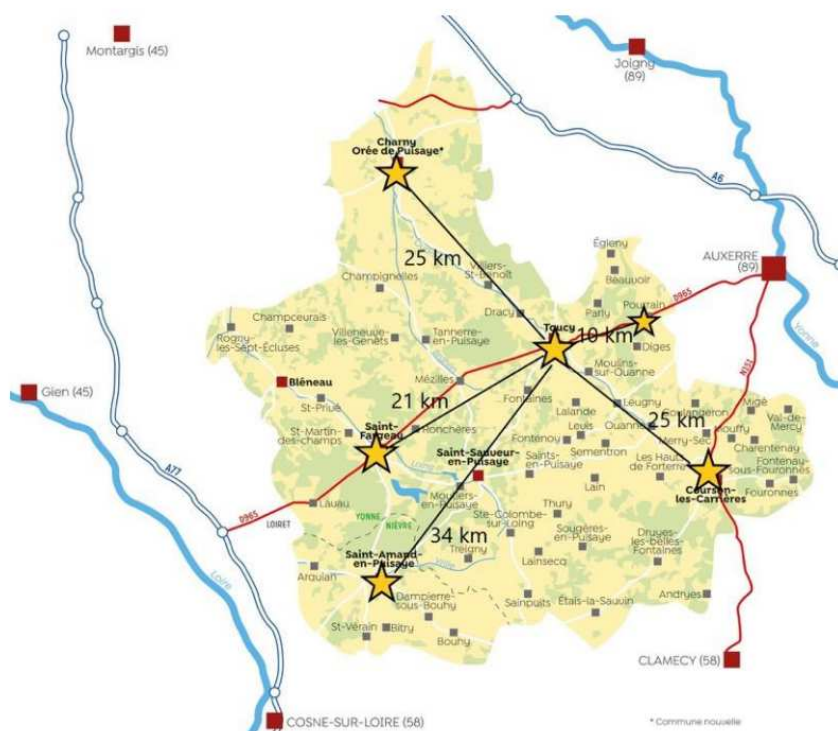 Montargis (45)
Joigny
(89)
Charny
Orée de Puisaye*
A6
25 km
Villiers-
St-Benoît
Égleny
Beauvoir
AUXERRE
(89)
Champignelles
Parly
Pourrain
D965
Dracy
Toucy
10 km
Diges
Yonne
Rogny-
les-Sept-Écluses
Champcevrais
Villeneuve-
les-Genêts
Tannerre-
en-Puisaye
Moulins-
sur-Ouanne
N151
Gien (45)
Bléneau
Mézilles
Fontaines
Leugny
St-Privé
21 km
Lalande
25 km
Migé
Val-de-
Mercy
St-Martin-
des-champs
Saint-
Fargeau
Ronchères
Fontenoy
Levis
Ouanne
Merry-Sec
Mouffy
Charentenay
Sementron
A77
Saint-Sauveur-
en-Puisaye
Saints-
en-Puisaye
Les Hauts
de Forterre
Fontenay-
sous-Fouronnes
Fouronnes
Lain
Courson-
les-Carrières
Moutiers-
en-Puisaye
Lavau
D965
LOIRET
YONNE
NIÈVRE
Thury
Ste-Colombe-
sur-Loing
34 km
Sougères-
en-Puisaye
Druyes-
les-belles-
Fontaines
Loire
Saint-Amand-
en-Puisaye
Treigny
Lainsecq
Arquian
Dampierre-
sous-Bouhy
Sainpuits
Étais-la-Sauvin
Andryes
St-Vérain
Bitry
Bouhy
CLAMECY (58)
COSNE-SUR-LOIRE (58)
* Commune nouvelle